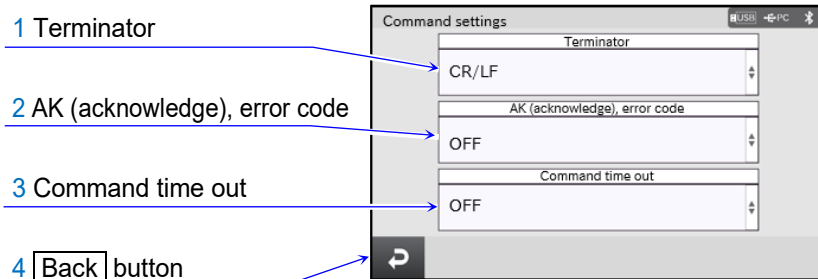 1 Terminator
2 AK (acknowledge), error code
3 Command time out
4 Back button
Command settings
USB PC
Terminator
CR/LF
AK (acknowledge), error code
OFF
Command time out
OFF